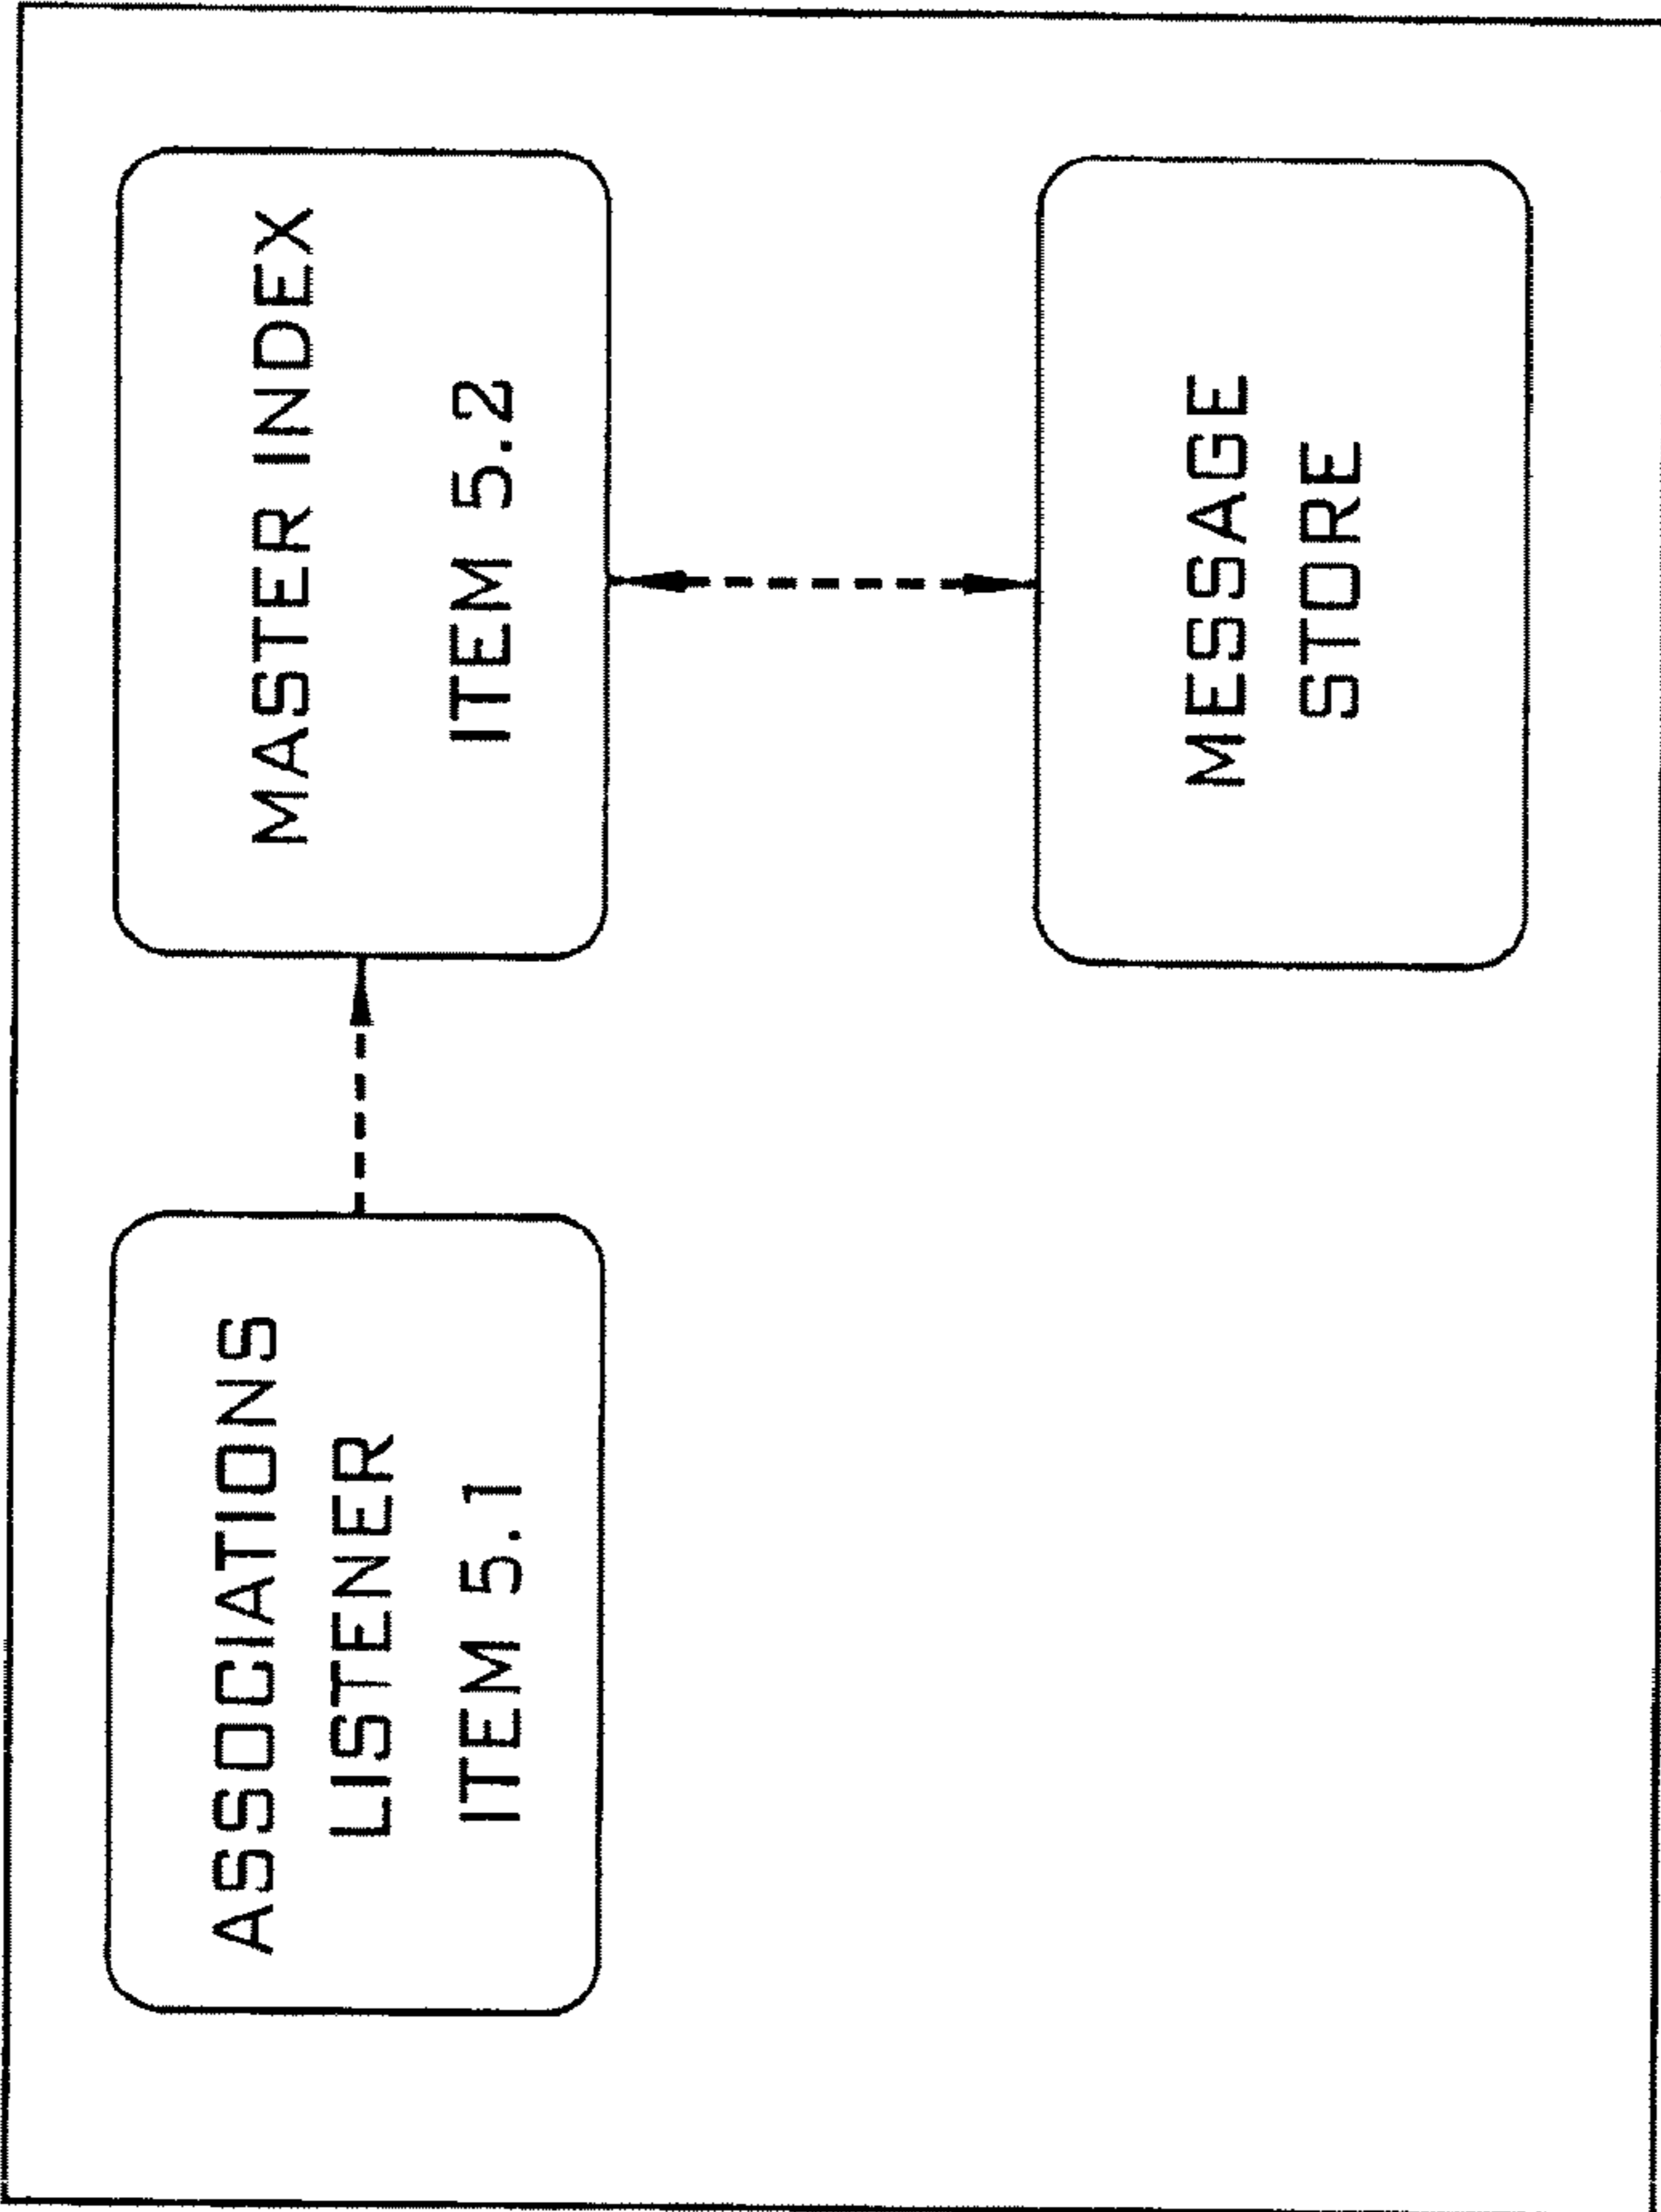 ASSOCIATIONS
LISTENER
ITEM 5.1
MASTER INDEX
ITEM 5.2
MESSAGE
STORE